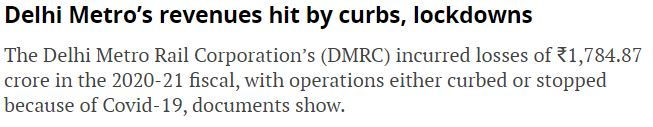 Delhi Metro’s revenues hit by curbs, lockdowns
The Delhi Metro Rail Corporation’s (DMRC) incurred losses of ₹1,784.87
crore in the 2020-21 fiscal, with operations either curbed or stopped
because of Covid-19, documents show.